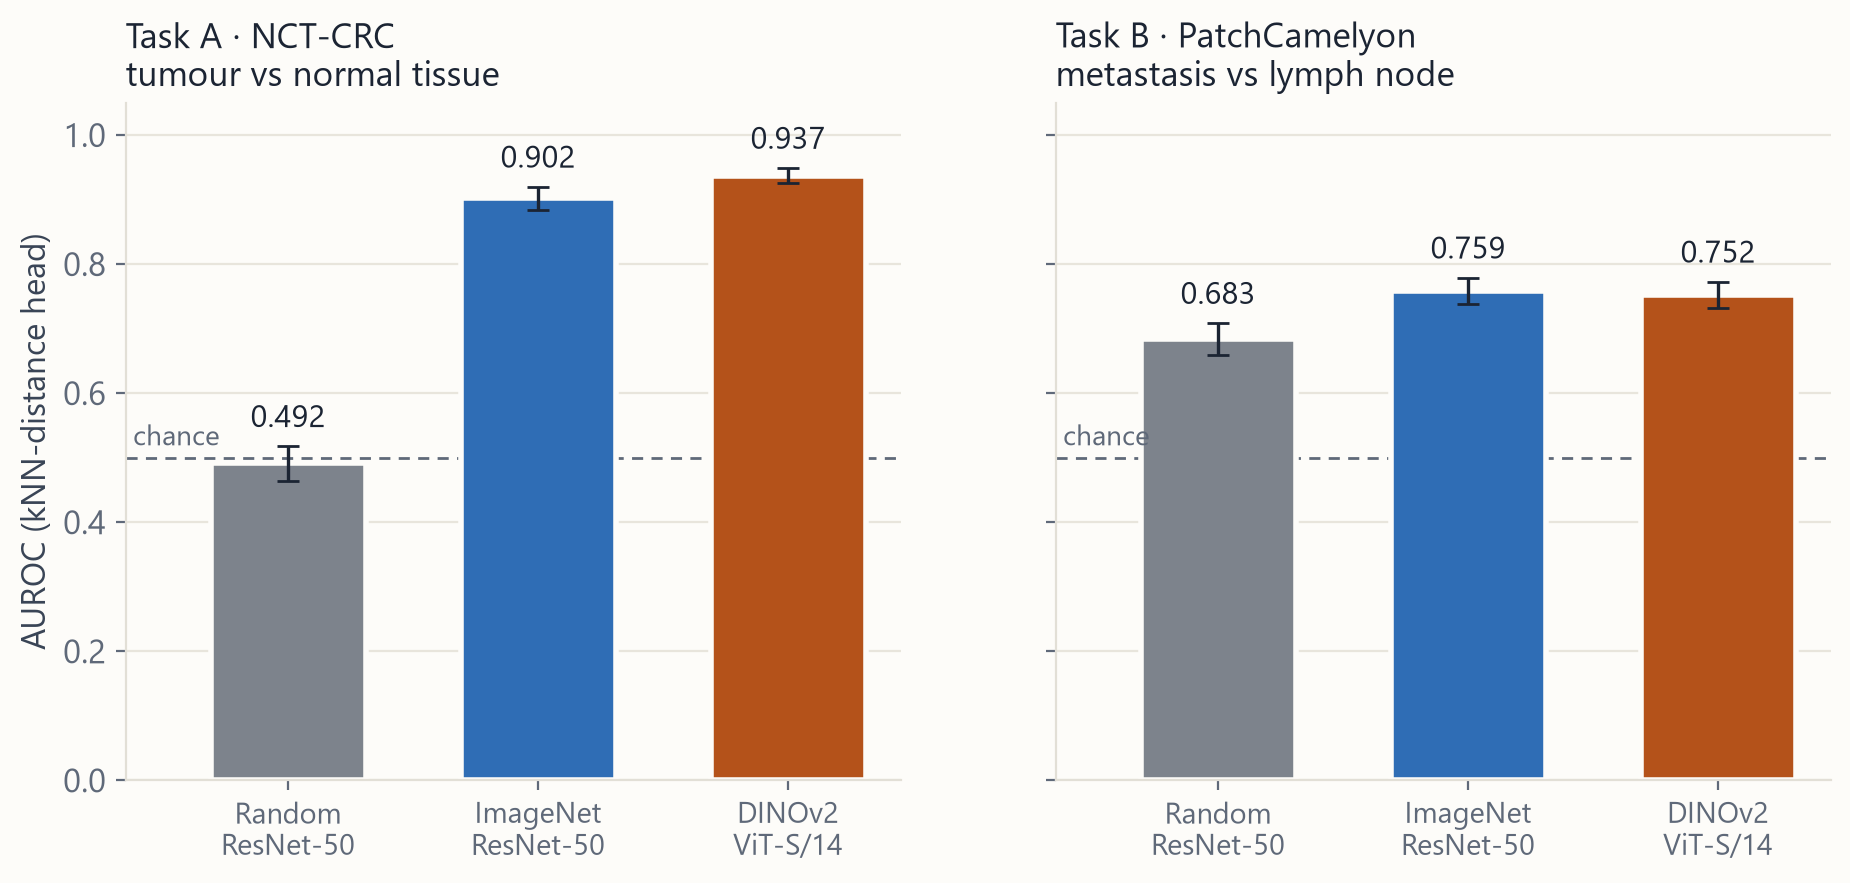 Task A · NCT-CRC
tumour vs normal tissue
AUROC (kNN-distance head)
1.0
0.8
0.6
0.4
0.2
0.0
chance
0.492
0.902
0.937
Random
ResNet-50
ImageNet
ResNet-50
DINOv2
ViT-S/14
Task B · PatchCamelyon
metastasis vs lymph node
chance
0.683
0.759
0.752
Random
ResNet-50
ImageNet
ResNet-50
DINOv2
ViT-S/14